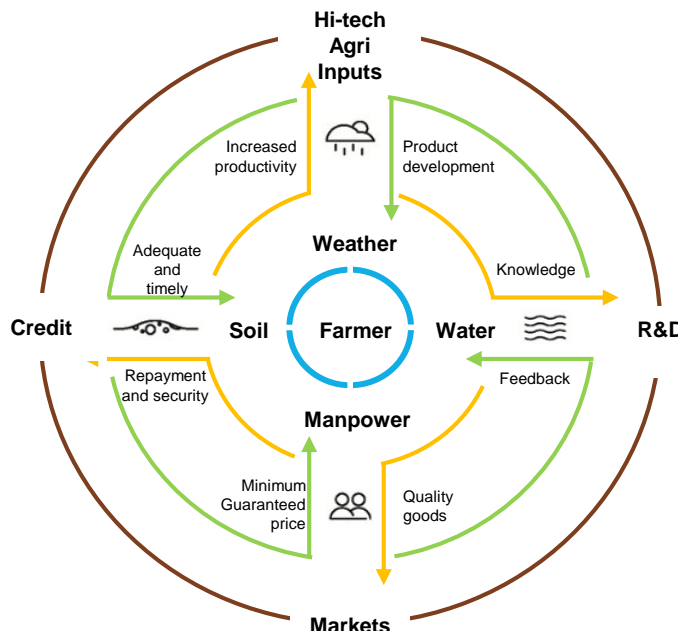 Hi-tech
Agri
Inputs
Increased
productivity
Product
development
Weather
Adequate
and
timely
Knowledge
Credit
Soil
Farmer
Water
R&D
Repayment
and security
Feedback
Manpower
Minimum
Guaranteed
price
Quality
goods
Markets